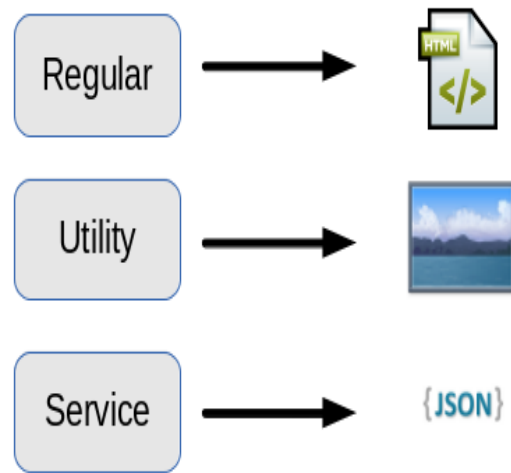 Regular
HTML
</>
Utility
Service
{JSON}